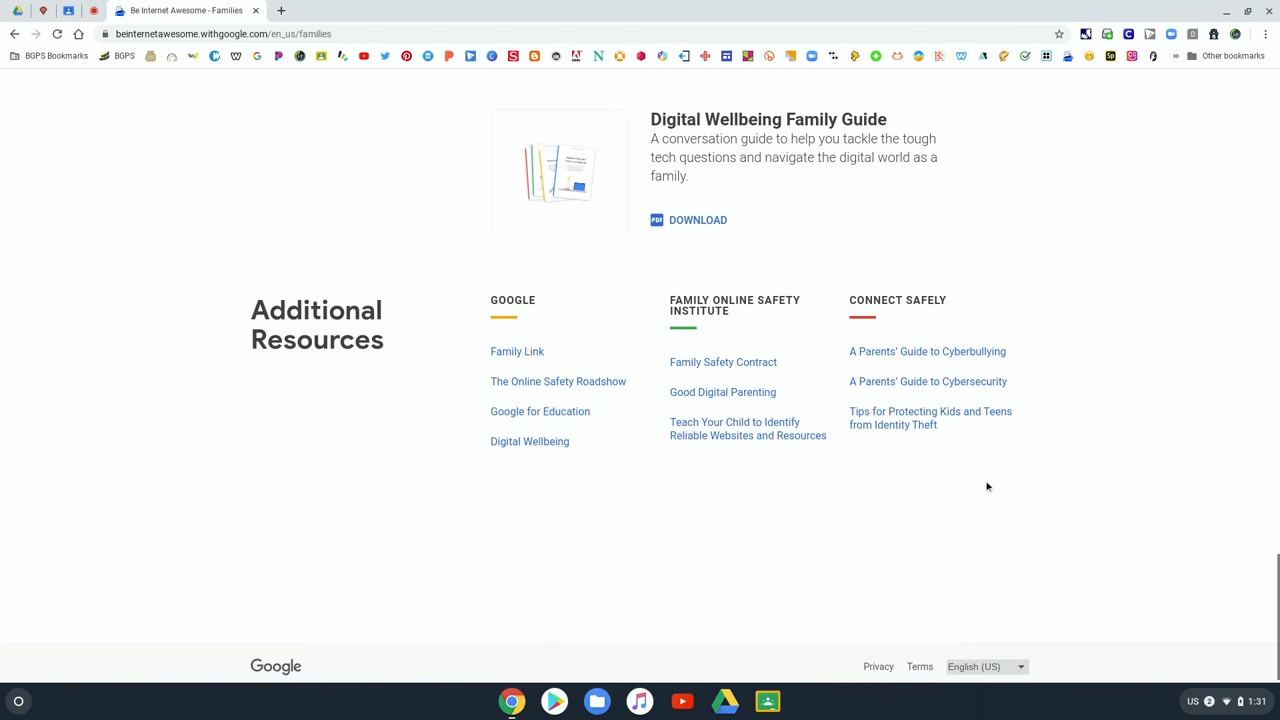 Be Internet Awesome - Families
beinternetawesome.withgoogle.com/en_us/families
BGPS Bookmarks
BGPS
Other bookmarks
Digital Wellbeing Family Guide
A conversation guide to help you tackle the tough
tech questions and navigate the digital world as a
family.
PDF DOWNLOAD
Additional
Resources
GOOGLE
Family Link
The Online Safety Roadshow
Google for Education
Digital Wellbeing
FAMILY ONLINE SAFETY
INSTITUTE
Family Safety Contract
Good Digital Parenting
Teach Your Child to Identify
Reliable Websites and Resources
CONNECT SAFELY
A Parents' Guide to Cyberbullying
A Parents' Guide to Cybersecurity
Tips for Protecting Kids and Teens
from Identity Theft
Google
Privacy
Terms
English (US)
US 2 1:31